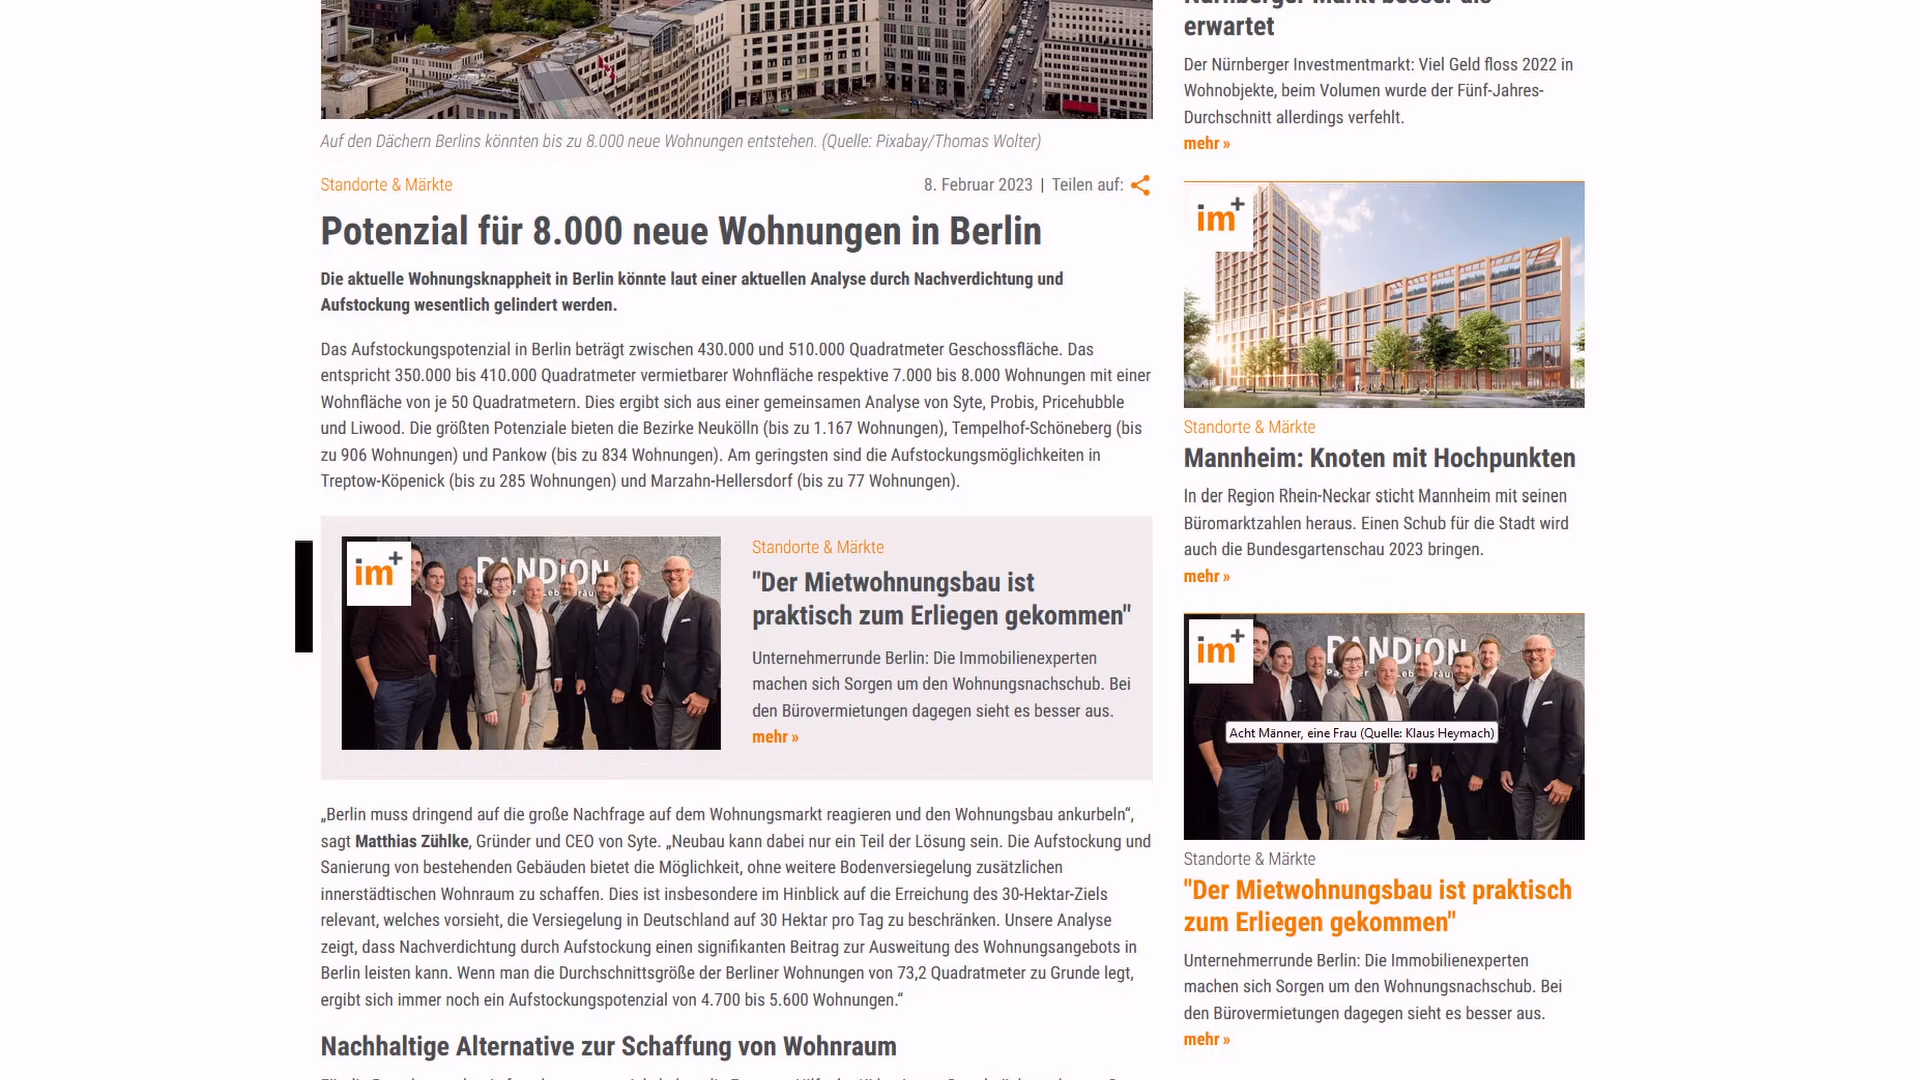 Auf den Dächern Berlins könnten bis zu 8.000 neue Wohnungen entstehen. (Quelle: Pixabay/Thomas Wolter)
Standorte & Märkte
8. Februar 2023 | Teilen auf:
Potenzial für 8.000 neue Wohnungen in Berlin
Die aktuelle Wohnungsknappheit in Berlin könnte laut einer aktuellen Analyse durch Nachverdichtung und
Aufstockung wesentlich gelindert werden.
Das Aufstockungspotenzial in Berlin beträgt zwischen 430.000 und 510.000 Quadratmeter Geschossfläche. Das
entspricht 350.000 bis 410.000 Quadratmeter vermietbarer Wohnfläche respektive 7.000 bis 8.000 Wohnungen mit einer
Wohnfläche von je 50 Quadratmetern. Dies ergibt sich aus einer gemeinsamen Analyse von Syte, Probis, Pricehubble
und Liwood. Die größten Potenziale bieten die Bezirke Neukölln (bis zu 1.167 Wohnungen), Tempelhof-Schöneberg (bis
zu 906 Wohnungen) und Pankow (bis zu 834 Wohnungen). Am geringsten sind die Aufstockungsmöglichkeiten in
Treptow-Köpenick (bis zu 285 Wohnungen) und Marzahn-Hellersdorf (bis zu 77 Wohnungen).
im+
PANDION
Standorte & Märkte
"Der Mietwohnungsbau ist
praktisch zum Erliegen gekommen"
Unternehmerrunde Berlin: Die Immobilienexperten
machen sich Sorgen um den Wohnungsnachschub. Bei
den Bürovermietungen dagegen sieht es besser aus.
mehr »
„Berlin muss dringend auf die große Nachfrage auf dem Wohnungsmarkt reagieren und den Wohnungsbau ankurbeln“,
sagt Matthias Zühlke, Gründer und CEO von Syte. „Neubau kann dabei nur ein Teil der Lösung sein. Die Aufstockung und
Sanierung von bestehenden Gebäuden bietet die Möglichkeit, ohne weitere Bodenversiegelung zusätzlichen
innerstädtischen Wohnraum zu schaffen. Dies ist insbesondere im Hinblick auf die Erreichung des 30-Hektar-Ziels
relevant, welches vorsieht, die Versiegelung in Deutschland auf 30 Hektar pro Tag zu beschränken. Unsere Analyse
zeigt, dass Nachverdichtung durch Aufstockung einen signifikanten Beitrag zur Ausweitung des Wohnungsangebots in
Berlin leisten kann. Wenn man die Durchschnittsgröße der Berliner Wohnungen von 73,2 Quadratmeter zu Grunde legt,
ergibt sich immer noch ein Aufstockungspotenzial von 4.700 bis 5.600 Wohnungen.“
Nachhaltige Alternative zur Schaffung von Wohnraum
Nürnberger Markt besser als
erwartet
Der Nürnberger Investmentmarkt: Viel Geld floss 2022 in
Wohnobjekte, beim Volumen wurde der Fünf-Jahres-
Durchschnitt allerdings verfehlt.
mehr »
im+
Standorte & Märkte
Mannheim: Knoten mit Hochpunkten
In der Region Rhein-Neckar sticht Mannheim mit seinen
Büromarktzahlen heraus. Einen Schub für die Stadt wird
auch die Bundesgartenschau 2023 bringen.
mehr »
im+
PANDION
Acht Männer, eine Frau (Quelle: Klaus Heymach)
Standorte & Märkte
"Der Mietwohnungsbau ist praktisch
zum Erliegen gekommen"
Unternehmerrunde Berlin: Die Immobilienexperten
machen sich Sorgen um den Wohnungsnachschub. Bei
den Bürovermietungen dagegen sieht es besser aus.
mehr »